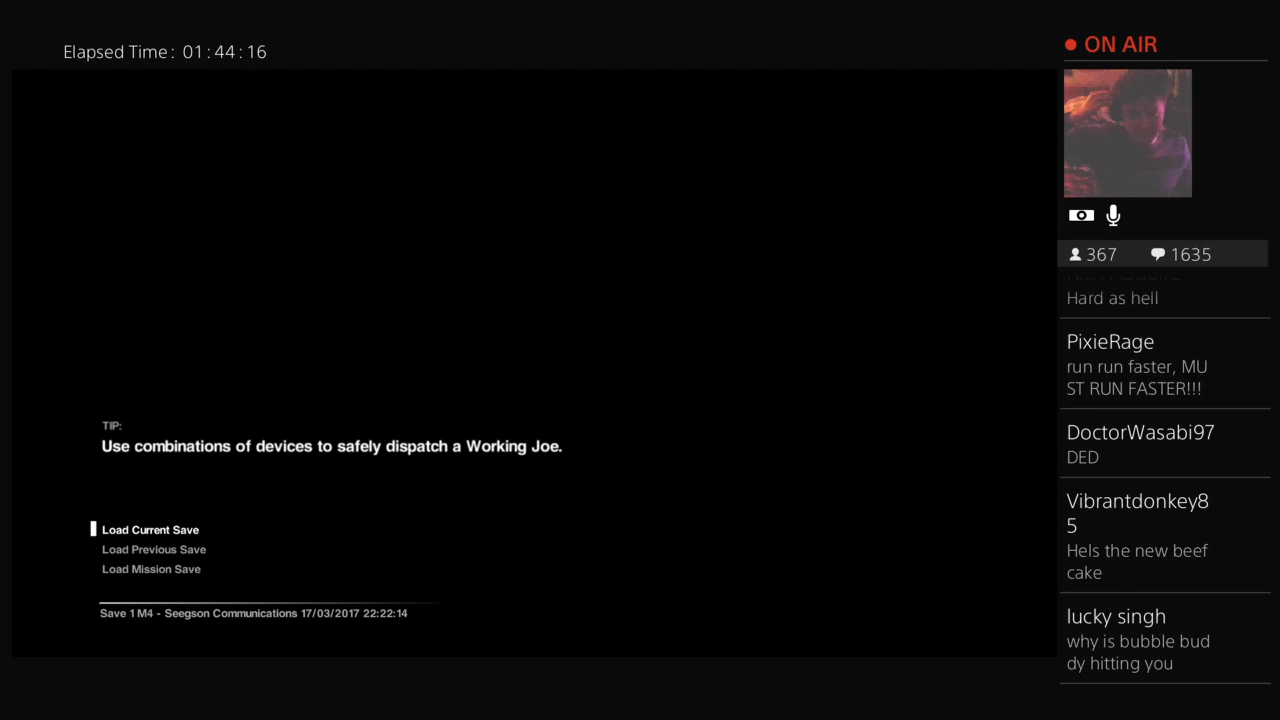 Elapsed Time: 01:44:16
ON AIR
367 1635
Hard as hell
PixieRage
run run faster, MU
ST RUN FASTER!!!
DoctorWasabi97
DED
Vibrantdonkey8
5
Hels the new beef
cake
lucky singh
why is bubble bud
dy hitting you
TIP:
Use combinations of devices to safely dispatch a Working Joe.
Load Current Save
Load Previous Save
Load Mission Save
Save 1 M4 - Seegson Communications 17/03/2017 22:22:14